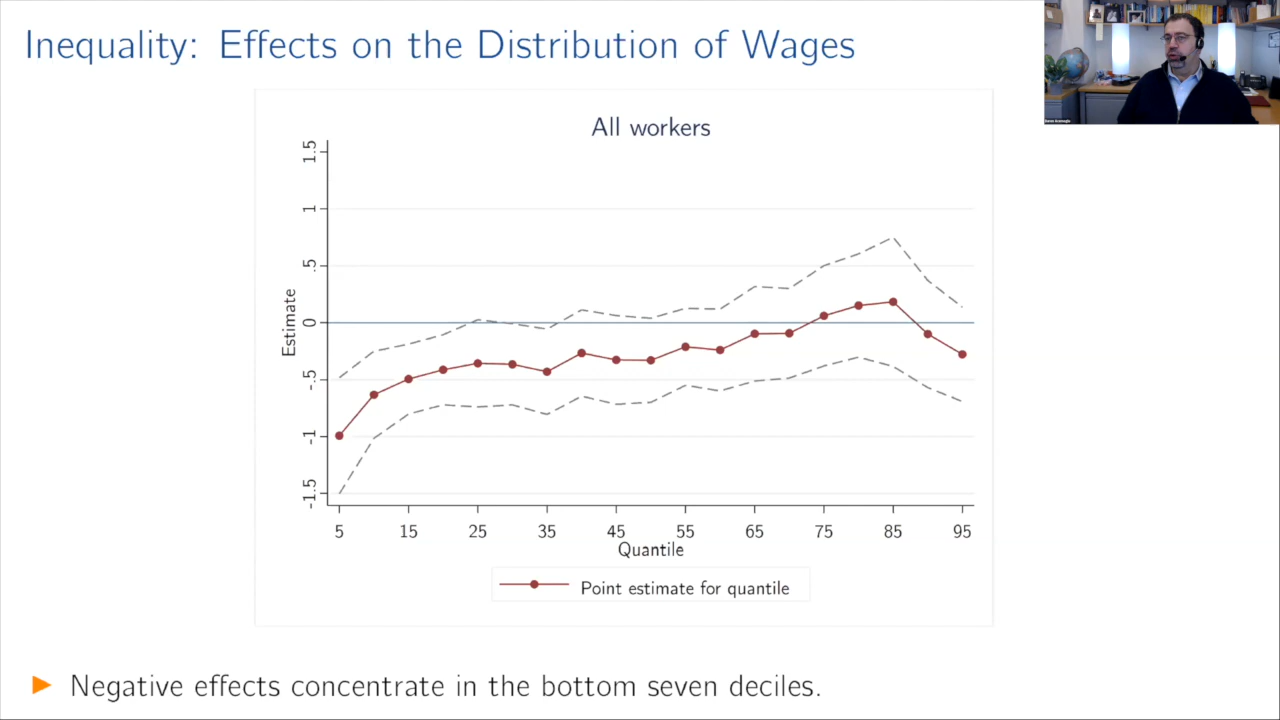 Inequality: Effects on the Distribution of Wages
All workers
1.5
1
.5
0
-.5
-1
-1.5
Estimate
5 15 25 35 45 55 65 75 85 95
Quantile
Point estimate for quantile
Negative effects concentrate in the bottom seven deciles.